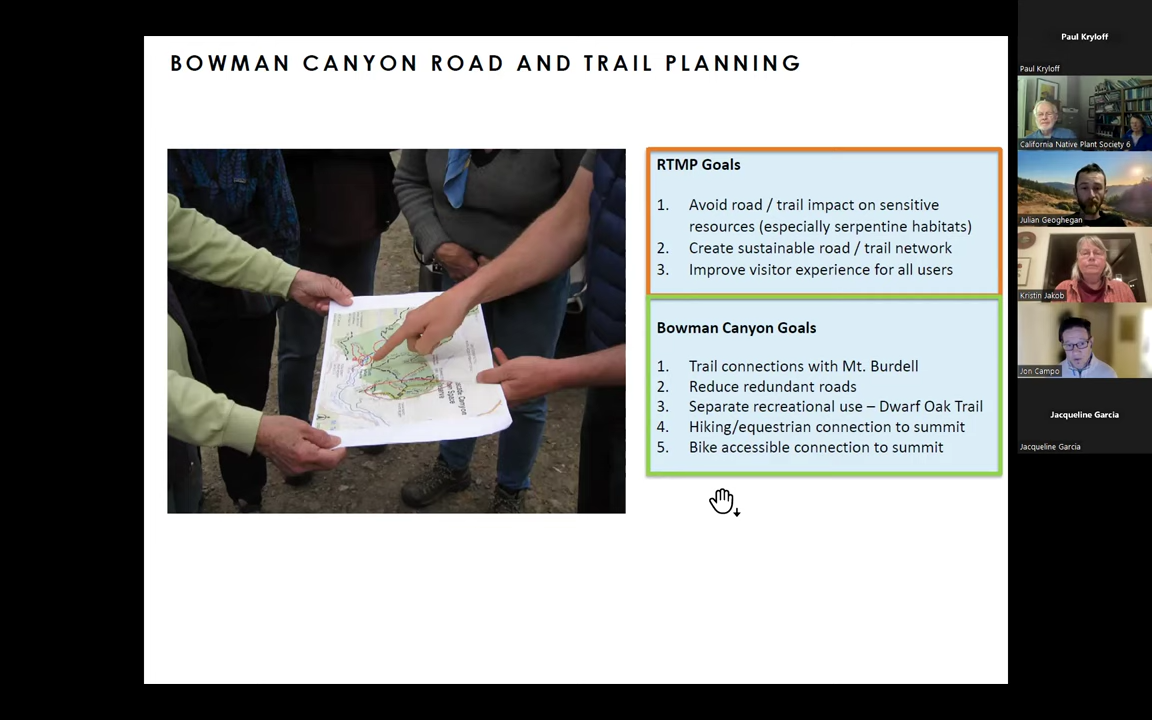 BOWMAN CANYON ROAD AND TRAIL PLANNING
RTMP Goals
1. Avoid road / trail impact on sensitive
resources (especially serpentine habitats)
2. Create sustainable road / trail network
3. Improve visitor experience for all users
Bowman Canyon Goals
1. Trail connections with Mt. Burdell
2. Reduce redundant roads
3. Separate recreational use – Dwarf Oak Trail
4. Hiking/equestrian connection to summit
5. Bike accessible connection to summit
Paul Kryloff
Paul Kryloff
California Native Plant Society 6
Julian Geoghegan
Kristin Jakob
Jon Campo
Jacqueline Garcia
Jacqueline Garcia